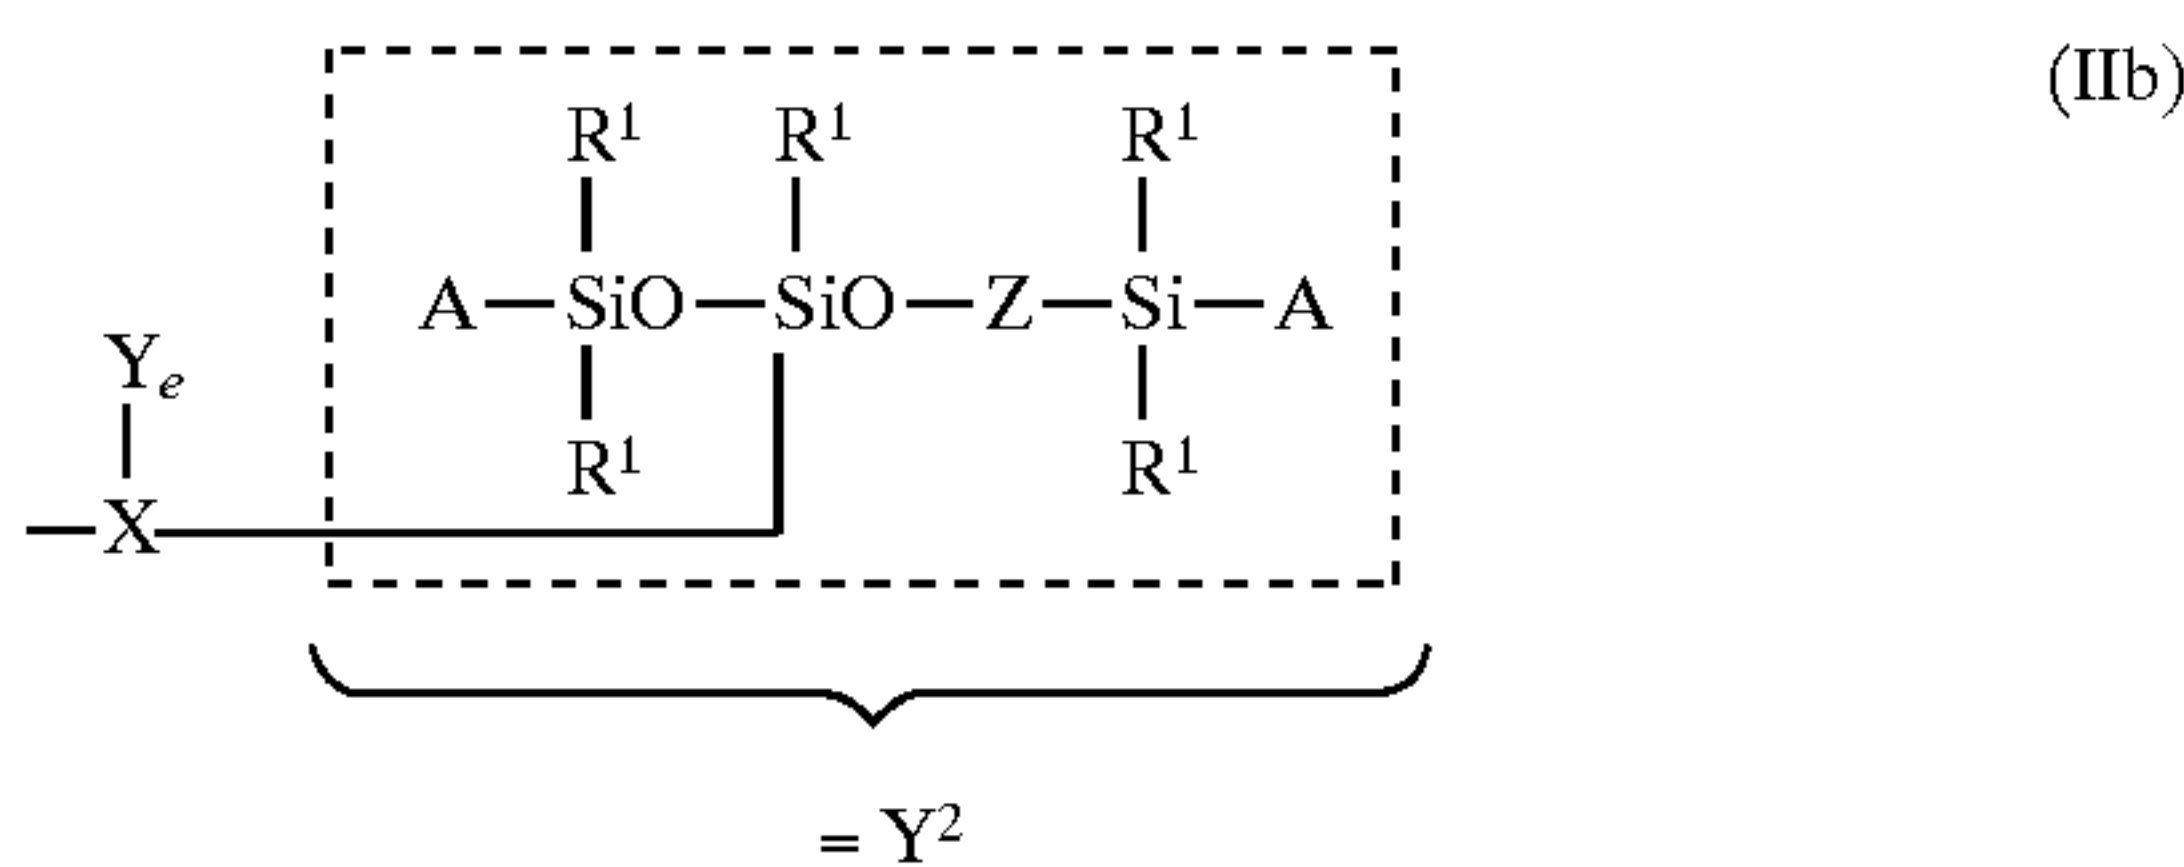 (IIb)
R¹ R¹ R¹
A—SiO—SiO—Z—Si—A
Yₑ
R¹ R¹
—X
= Y²